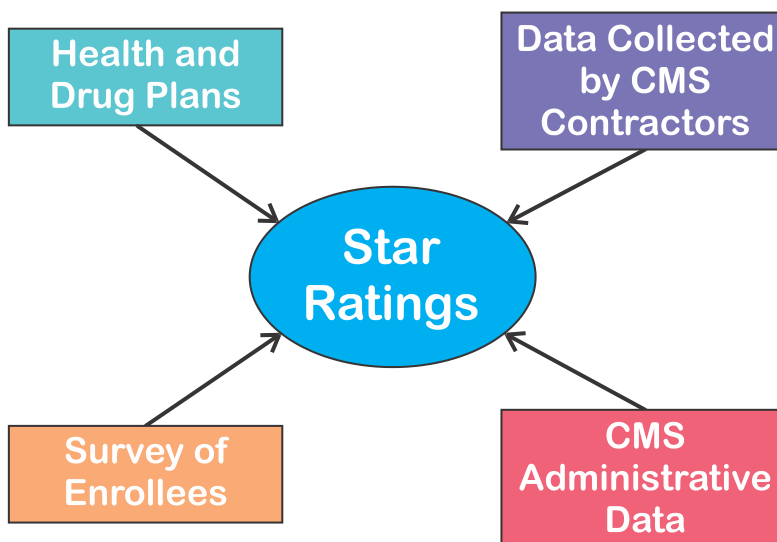 Health and
Drug Plans
Data Collected
by CMS
Contractors
Star
Ratings
Survey of
Enrollees
CMS
Administrative
Data